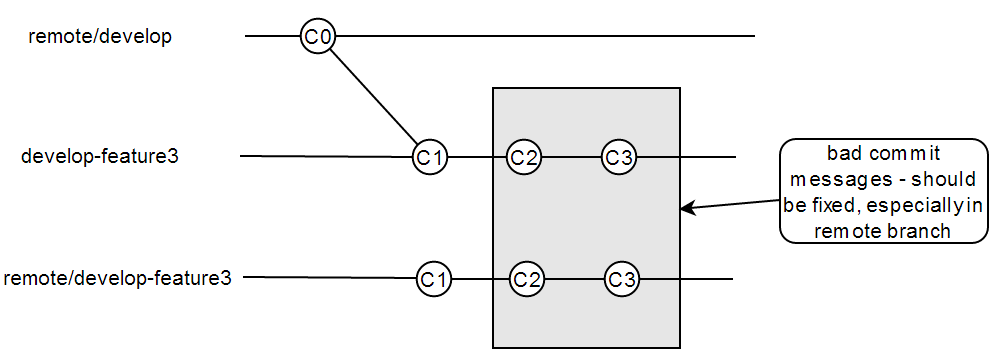 remote/develop
C0
develop-feature3
C1
C2
C3
bad commit
messages - should
be fixed, especially in
remote branch
remote/develop-feature3
C1
C2
C3